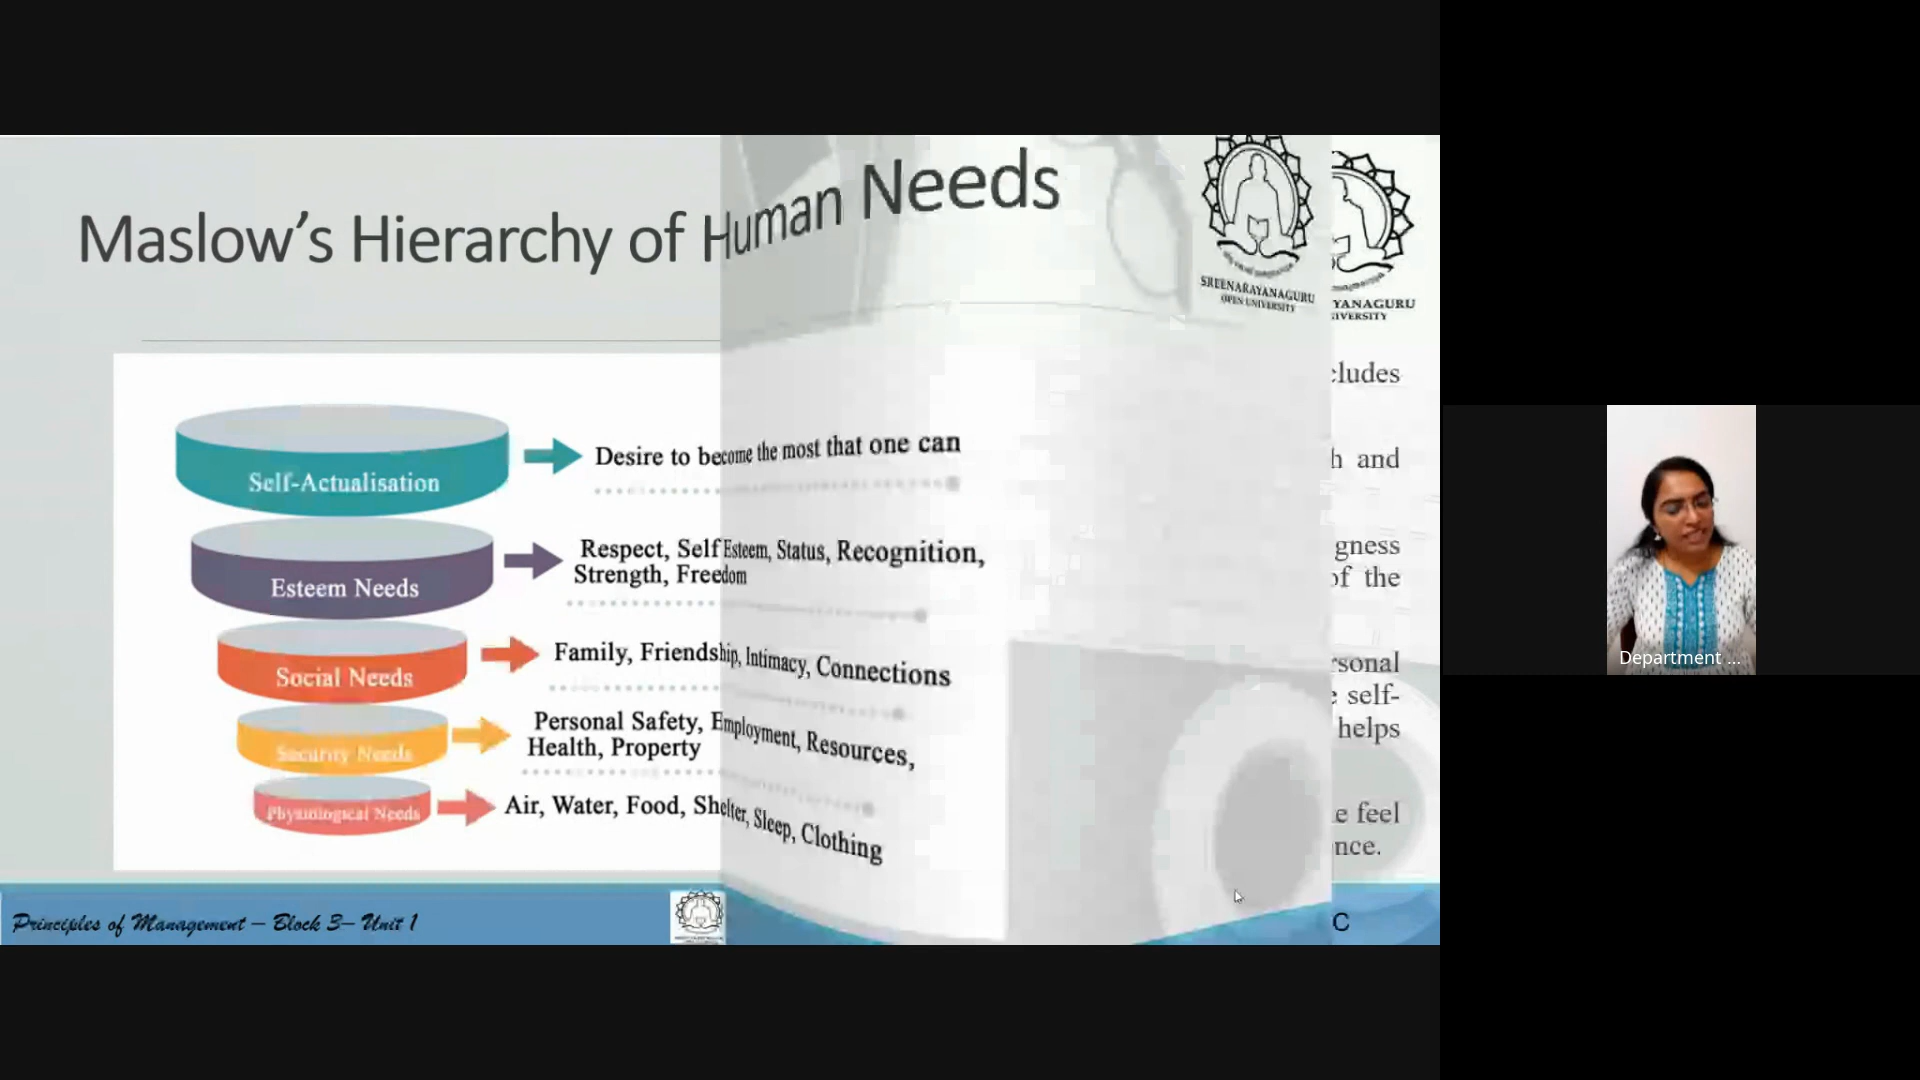 Maslow's Hierarchy of Human Needs
SREENARAYANAGURU
OPEN UNIVERSITY
YANAGURU
IVERSITY
Self-Actualisation
Desire to become the most that one can
Esteem Needs
Respect, Self Esteem, Status, Recognition,
Strength, Freedom
Social Needs
Family, Friendship, Intimacy, Connections
Security Needs
Personal Safety, Employment, Resources,
Health, Property
Physiological Needs
Air, Water, Food, Shelter, Sleep, Clothing
cludes
h and
gness
of the
rsonal
e self-
helps
e feel
nce.
Principles of Management – Block 3– Unit 1
C
Department ...